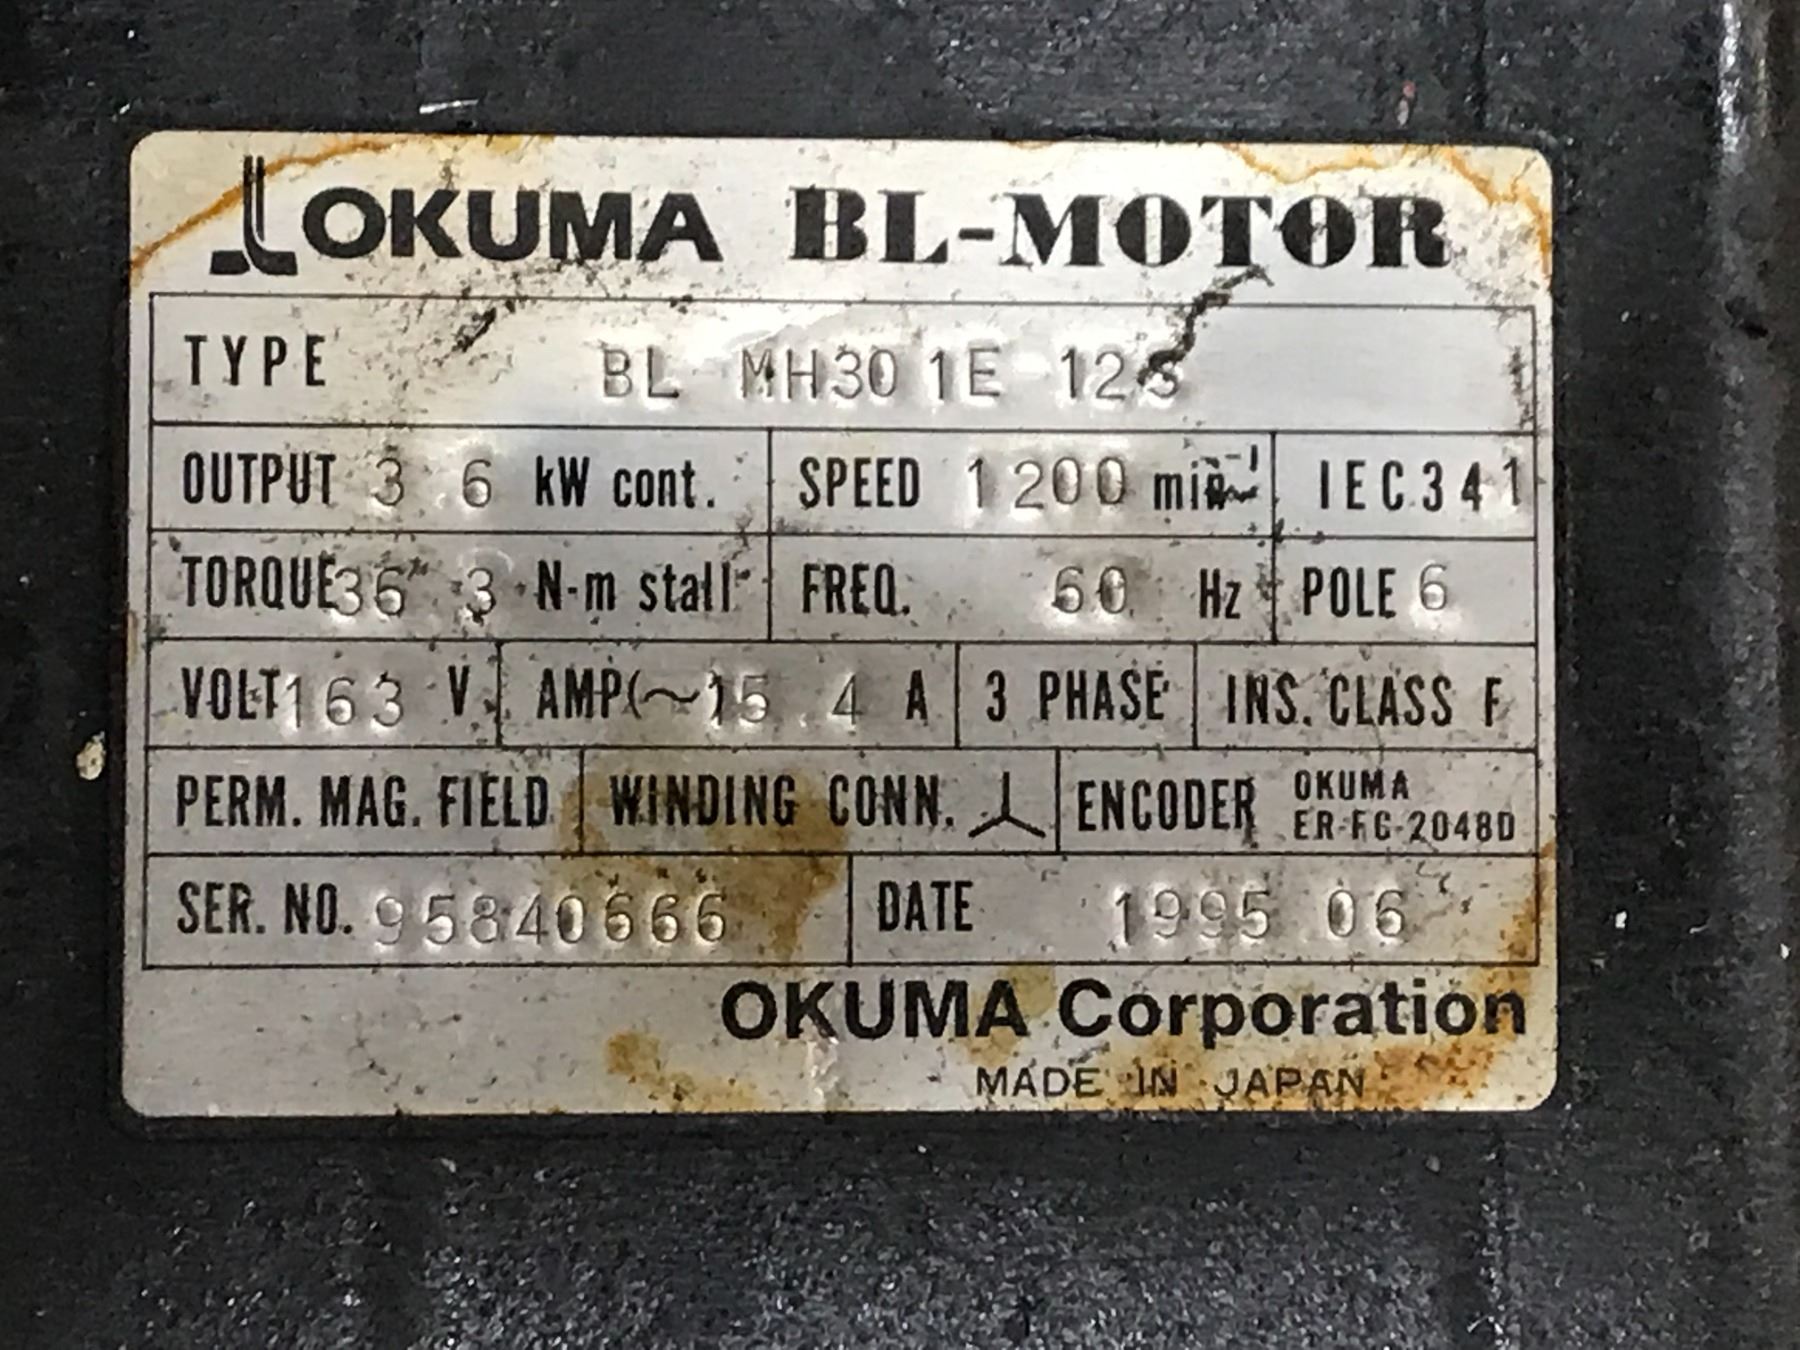 OKUMA BL-MOTOR
TYPE BL MH301E 12S
OUTPUT 3 6 kW cont. SPEED 1200 min-1 IEC341
TORQUE 36 3 N-m stall FREQ. 60 Hz POLE 6
VOLT 163 V AMP(~) 15.4 A 3 PHASE INS. CLASS F
PERM. MAG. FIELD WINDING CONN. ENCODER OKUMA
ER-FC-2048D
SER. NO. 95840666 DATE 1995 06
OKUMA Corporation
MADE IN JAPAN